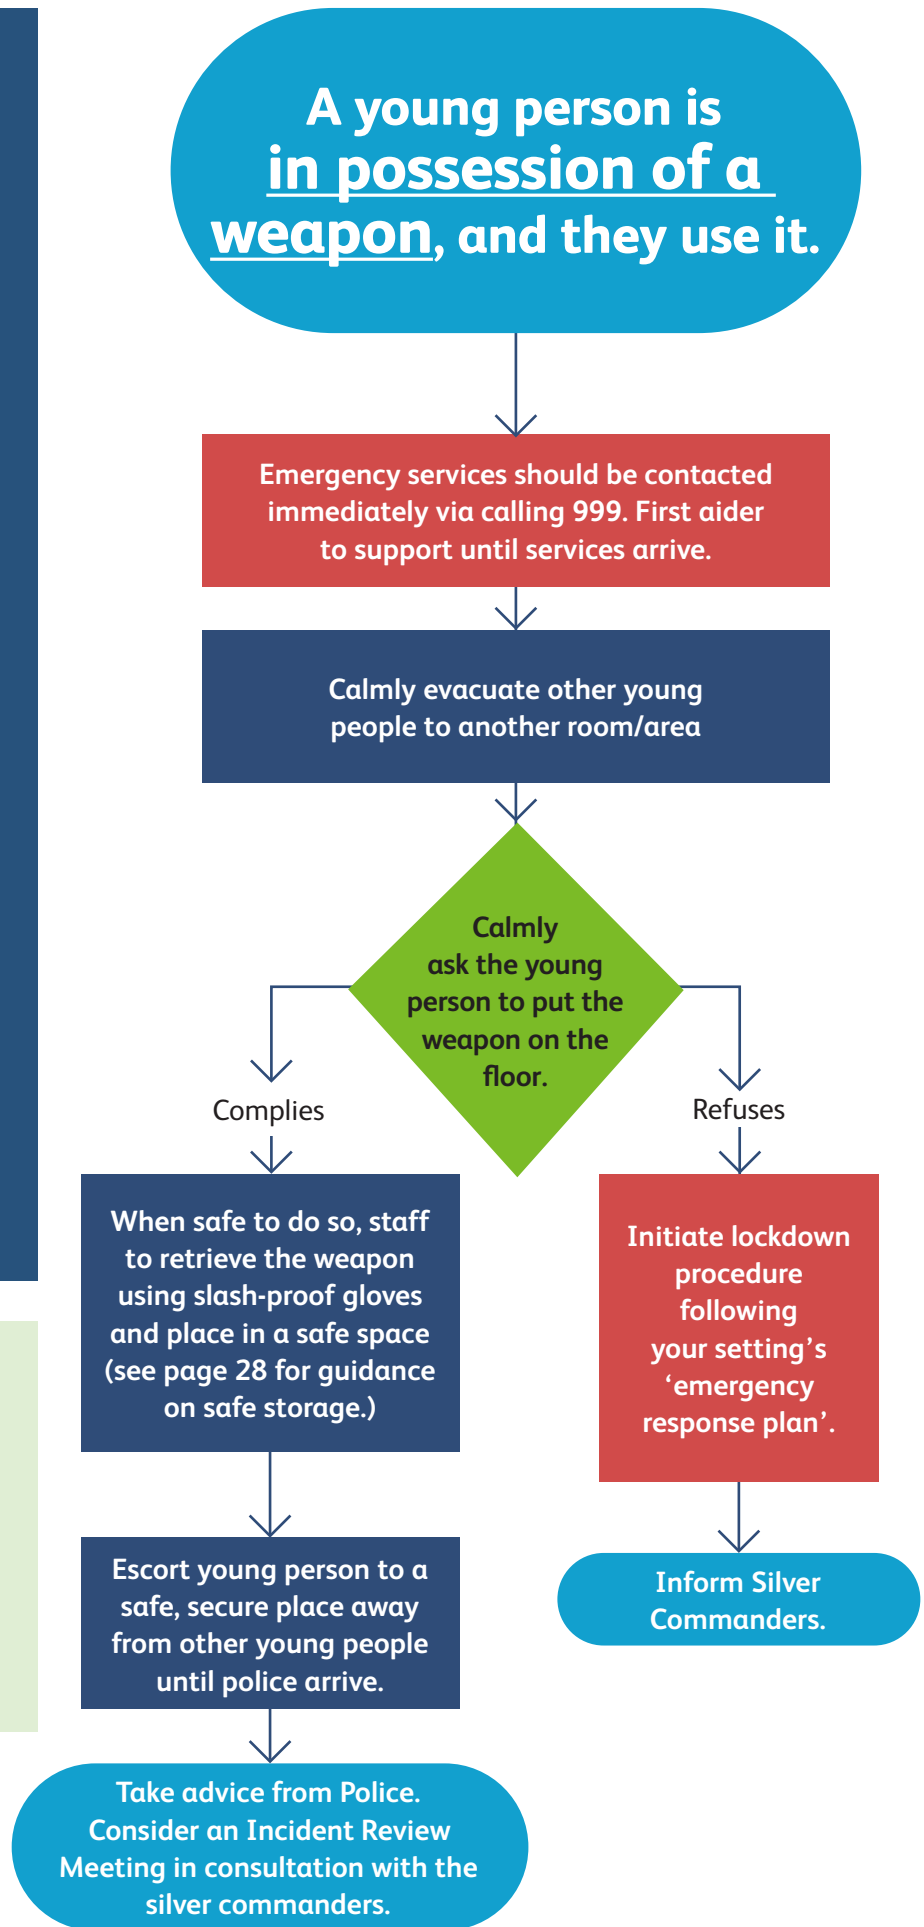 A young person is
in possession of a
weapon, and they use it.
Emergency services should be contacted
immediately via calling 999. First aider
to support until services arrive.
Calmly evacuate other young
people to another room/area
Calmly
ask the young
person to put the
weapon on the
floor.
Complies
Refuses
When safe to do so, staff
to retrieve the weapon
using slash-proof gloves
and place in a safe space
(see page 28 for guidance
on safe storage.)
Initiate lockdown
procedure
following
your setting’s
‘emergency
response plan’.
Escort young person to a
safe, secure place away
from other young people
until police arrive.
Inform Silver
Commanders.
Take advice from Police.
Consider an Incident Review
Meeting in consultation with the
silver commanders.